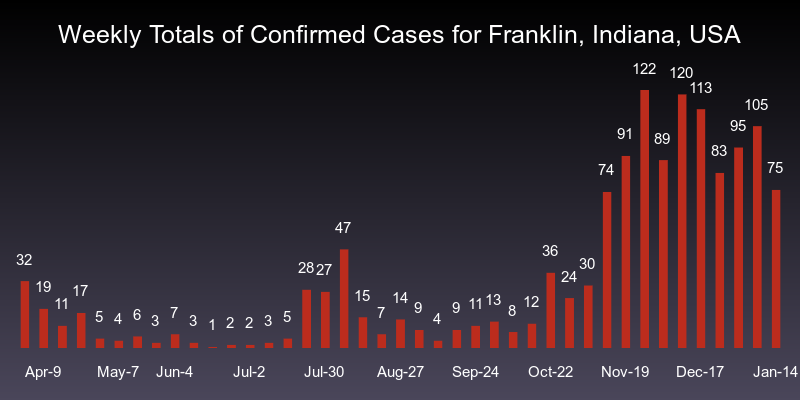 Weekly Totals of Confirmed Cases for Franklin, Indiana, USA
32 19 11 17 5 4 6 3 7 3 1 2 2 3 5 28 27 47 15 7 14 9 4 9 11 13 8 12 36 24 30 74 91 122 89 120 113 83 95 105 75
Apr-9 May-7 Jun-4 Jul-2 Jul-30 Aug-27 Sep-24 Oct-22 Nov-19 Dec-17 Jan-14